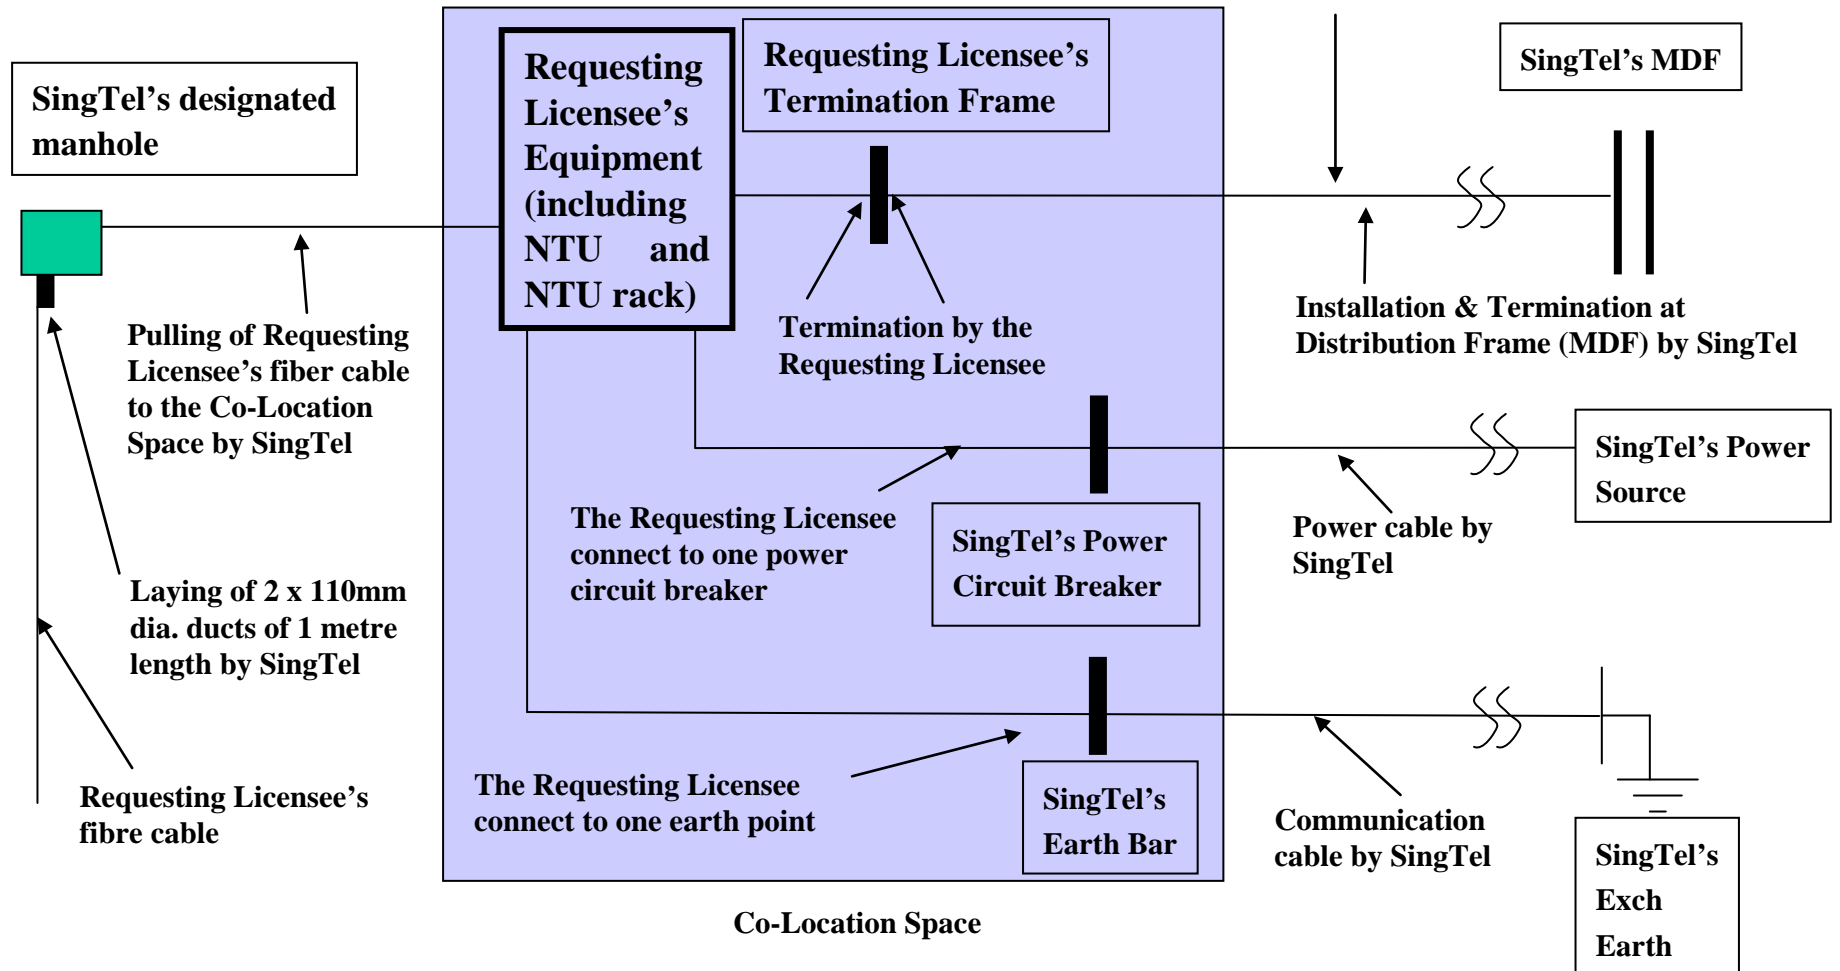 SingTel's designated
manhole
Requesting
Licensee's
Equipment
(including
NTU and
NTU rack)
Requesting Licensee's
Termination Frame
SingTel's MDF
Pulling of Requesting
Licensee's fiber cable
to the Co-Location
Space by SingTel
Termination by the
Requesting Licensee
Installation & Termination at
Distribution Frame (MDF) by SingTel
The Requesting Licensee
connect to one power
circuit breaker
SingTel's Power
Circuit Breaker
Power cable by
SingTel
SingTel's Power
Source
Laying of 2 x 110mm
dia. ducts of 1 metre
length by SingTel
Requesting Licensee's
fibre cable
The Requesting Licensee
connect to one earth point
SingTel's
Earth Bar
Communication
cable by SingTel
SingTel's
Exch
Earth
Co-Location Space